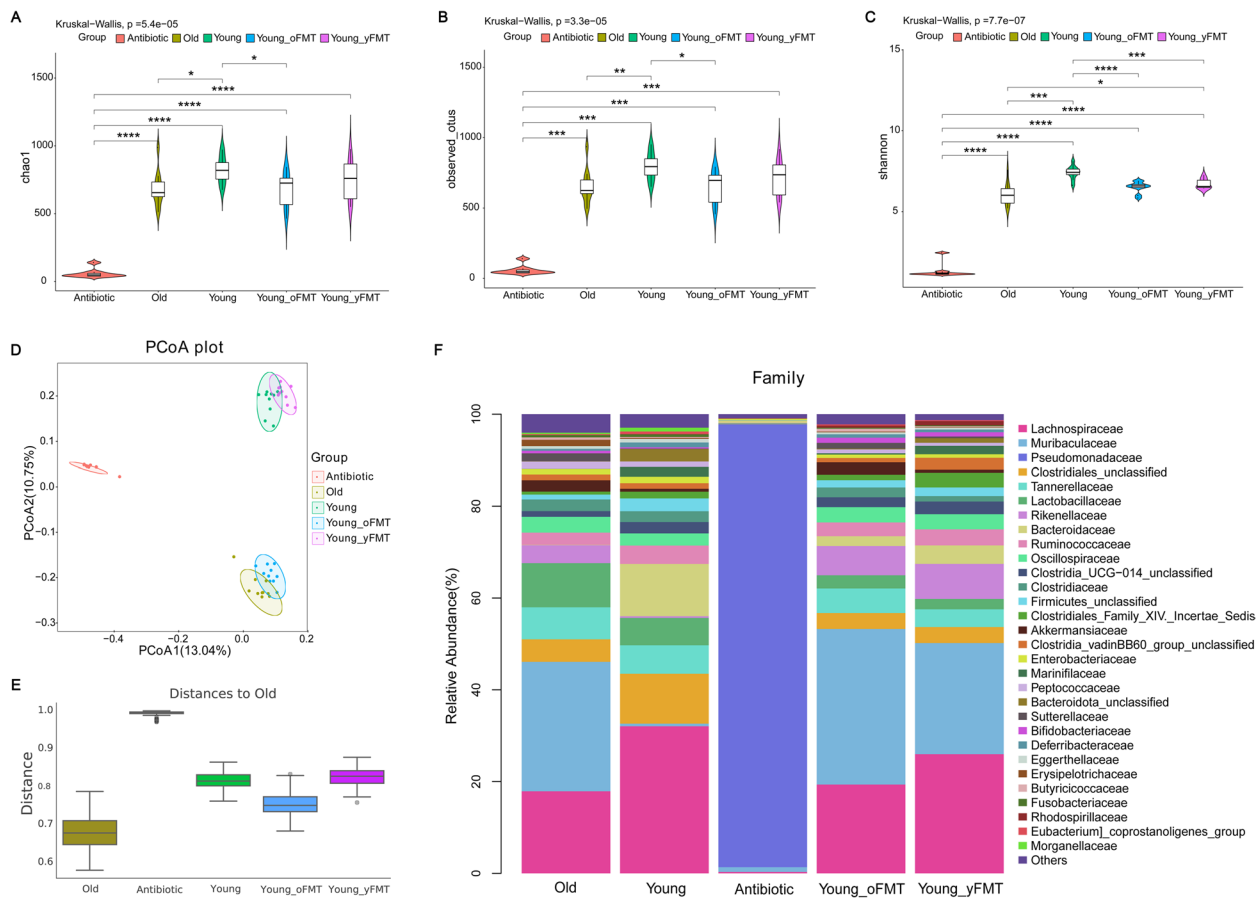 A
Kruskal−Wallis, p =5.4e−05
Group Antibiotic Old Young Young_oFMT Young_yFMT
1500
1000
500
0
chao1
*
*
****
****
****
****
Antibiotic Old Young Young_oFMT Young_yFMT
B
Kruskal−Wallis, p =3.3e−05
Group Antibiotic Old Young Young_oFMT Young_yFMT
1500
1000
500
0
observed_otus
*
**
***
***
***
***
Antibiotic Old Young Young_oFMT Young_yFMT
C
Kruskal−Wallis, p =7.7e−07
Group Antibiotic Old Young Young_oFMT Young_yFMT
15
10
5
shannon
***
****
*
***
****
****
****
****
Antibiotic Old Young Young_oFMT Young_yFMT
D
PCoA plot
0.2
0.1
0.0
−0.1
−0.2
−0.3
PCoA2(10.75%)
−0.4 −0.2 0.0 0.2
PCoA1(13.04%)
Group
Antibiotic
Old
Young
Young_oFMT
Young_yFMT
E
Distances to Old
1.0
0.9
0.8
0.7
0.6
Distance
Old Antibiotic Young Young_oFMT Young_yFMT
F
Family
100
80
60
40
20
0
Relative Abundance(%)
Old Young Antibiotic Young_oFMT Young_yFMT
Lachnospiraceae
Muribaculaceae
Pseudomonadaceae
Clostridiales_unclassified
Tannerellaceae
Lactobacillaceae
Rikenellaceae
Bacteroidaceae
Ruminococcaceae
Oscillospiraceae
Clostridia_UCG−014_unclassified
Clostridiaceae
Firmicutes_unclassified
Clostridiales_Family_XIV._Incertae_Sedis
Akkermansiaceae
Clostridia_vadinBB60_group_unclassified
Enterobacteriaceae
Marinifilaceae
Peptococcaceae
Bacteroidota_unclassified
Sutterellaceae
Bifidobacteriaceae
Deferribacteraceae
Eggerthellaceae
Erysipelotrichaceae
Butyricicoccaceae
Fusobacteriaceae
Rhodospirillaceae
Eubacterium]_coprostanoligenes_group
Morganellaceae
Others